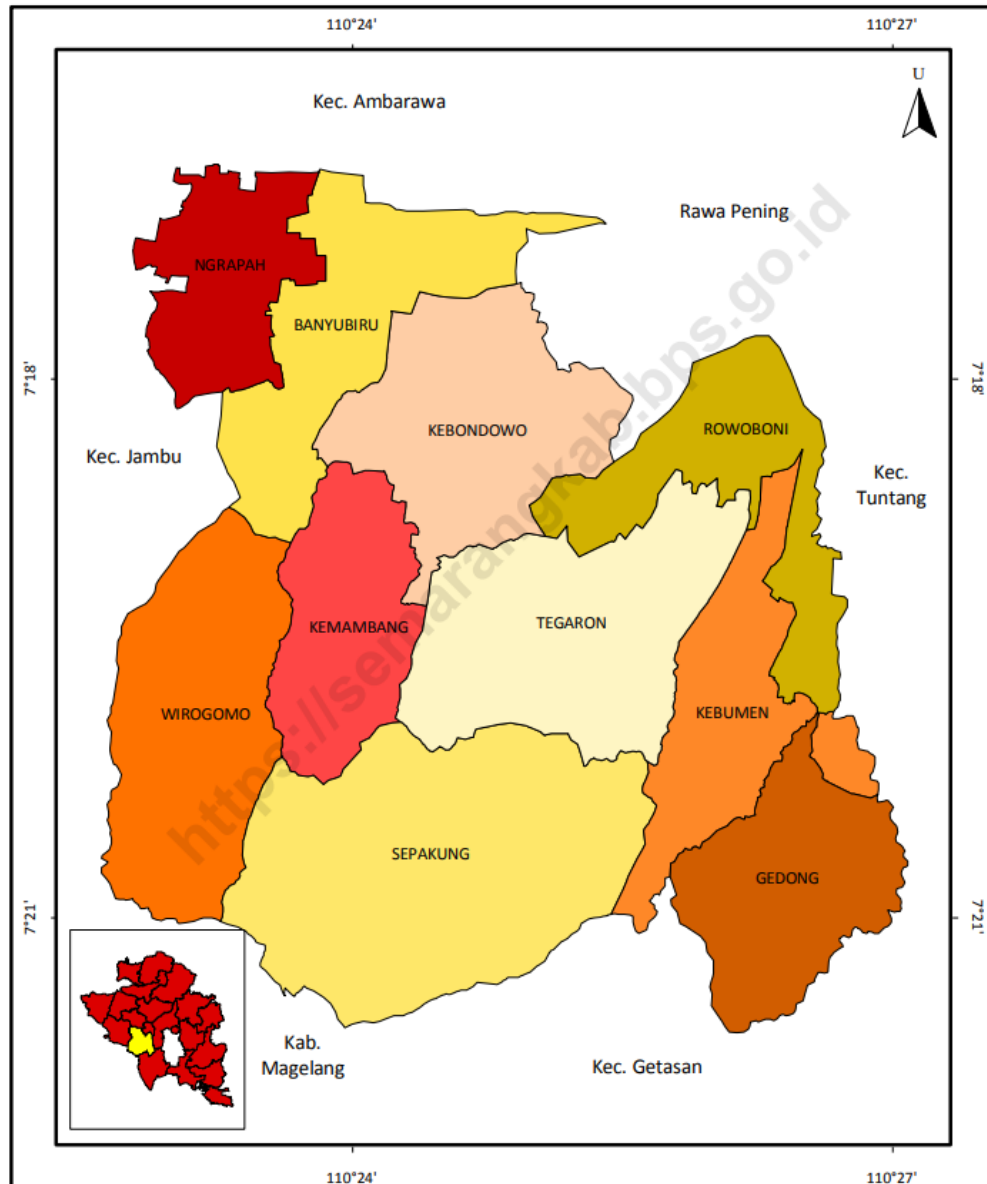 110°24'
110°27'
U
Kec. Ambarawa
Rawa Pening
NGRAPAH
BANYUBIRU
7°18'
7°18'
KEBONDOWO
ROWOBONI
Kec. Jambu
Kec.
Tuntang
KEMAMBANG
TEGARON
WIROGOMO
KEBUMEN
SEPAKUNG
GEDONG
7°21'
7°21'
Kab.
Magelang
Kec. Getasan
110°24'
110°27'
https://semarangkab.bps.go.id